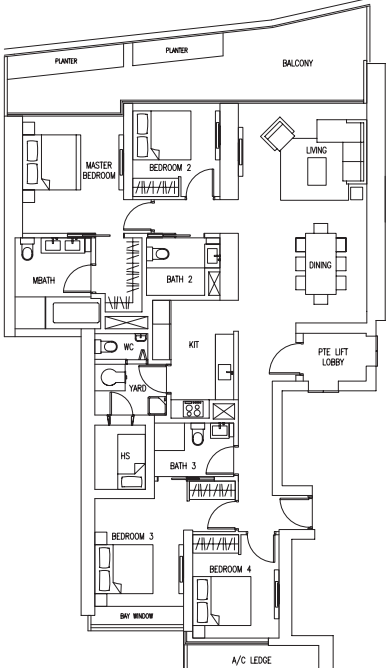 PLANTER
PLANTER
BALCONY
LIVING
MASTER
BEDROOM
BEDROOM 2
DINING
MBATH
BATH 2
WC
KIT
PTE LIFT
LOBBY
YARD
HS
BATH 3
BEDROOM 3
BEDROOM 4
BAY WINDOW
A/C LEDGE